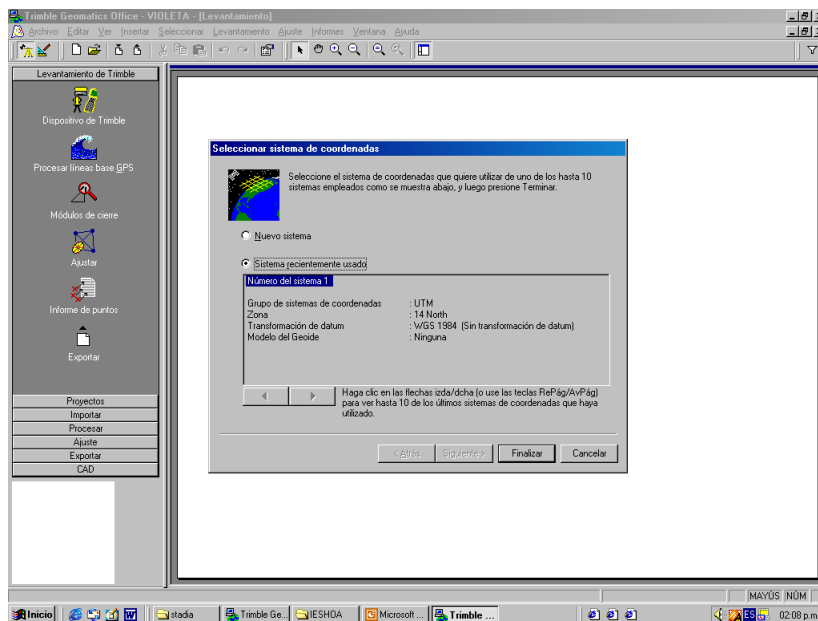 Trimble Geomatics Office - VIOLETA - [Levantamiento]
Archivo Editar Ver Insertar Seleccionar Levantamiento Ajuste Informes Ventana Ayuda
Levantamiento de Trimble
Dispositivo de Trimble
Procesar líneas base GPS
Módulos de cierre
Ajustar
Informe de puntos
Exportar
Proyectos
Importar
Procesar
Ajuste
Exportar
CAD
Seleccionar sistema de coordenadas
Seleccione el sistema de coordenadas que quiere utilizar de uno de los hasta 10
sistemas empleados como se muestra abajo, y luego presione Terminar.
Nuevo sistema
Sistema recientemente usado
Número del sistema 1
Grupo de sistemas de coordenadas : UTM
Zona : 14 North
Transformación de datum : WGS 1984 (Sin transformación de datum)
Modelo del Geoide : Ninguna
Haga clic en las flechas izda/dcha (o use las teclas RePág/AvPág)
para ver hasta 10 de los últimos sistemas de coordenadas que haya
utilizado.
< Atrás Siguiente > Finalizar Cancelar
MAYÚS NÚM
Inicio stadia Trimble Ge... IESHOA Microsoft ... Trimble ... ES 02:08 p.m.